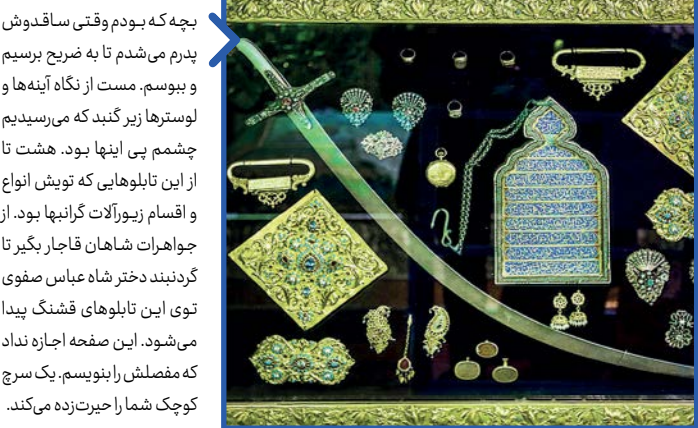 بچه که بودم وقتی ساقدوش
پدرم می‌شدم تا به ضریح برسیم
و ببوسم. مست از نگاه آینه‌ها و
لوسترها زیر گنبد که می‌رسیدیم
چشمم پی اینها بود. هشت تا
از این تابلوهایی که تویش انواع
و اقسام زیورآلات گرانبها بود. از
جواهرات شاهان قاجار بگیر تا
گردنبند دختر شاه عباس صفوی
توی این تابلوهای قشنگ پیدا
می‌شود. این صفحه اجازه نداد
که مفصلش را بنویسم. یک سرچ
کوچک شما را حیرت‌زده می‌کند.